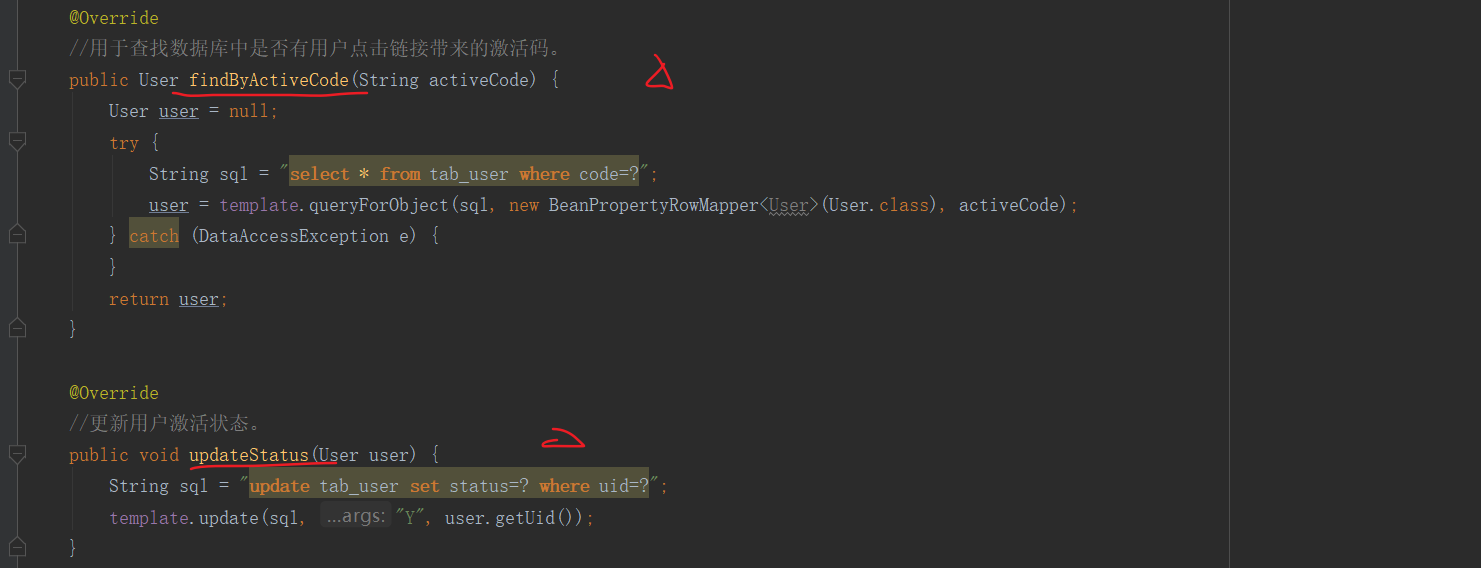 @Override
//用于查找数据库中是否有用户点击链接带来的激活码。
public User findByActiveCode(String activeCode) {
User user = null;
try {
String sql = "select * from tab_user where code=?";
user = template.queryForObject(sql, new BeanPropertyRowMapper<User>(User.class), activeCode);
} catch (DataAccessException e) {
}
return user;
}
@Override
//更新用户激活状态。
public void updateStatus(User user) {
String sql = "update tab_user set status=? where uid=?";
template.update(sql, ...args: "Y", user.getUid());
}